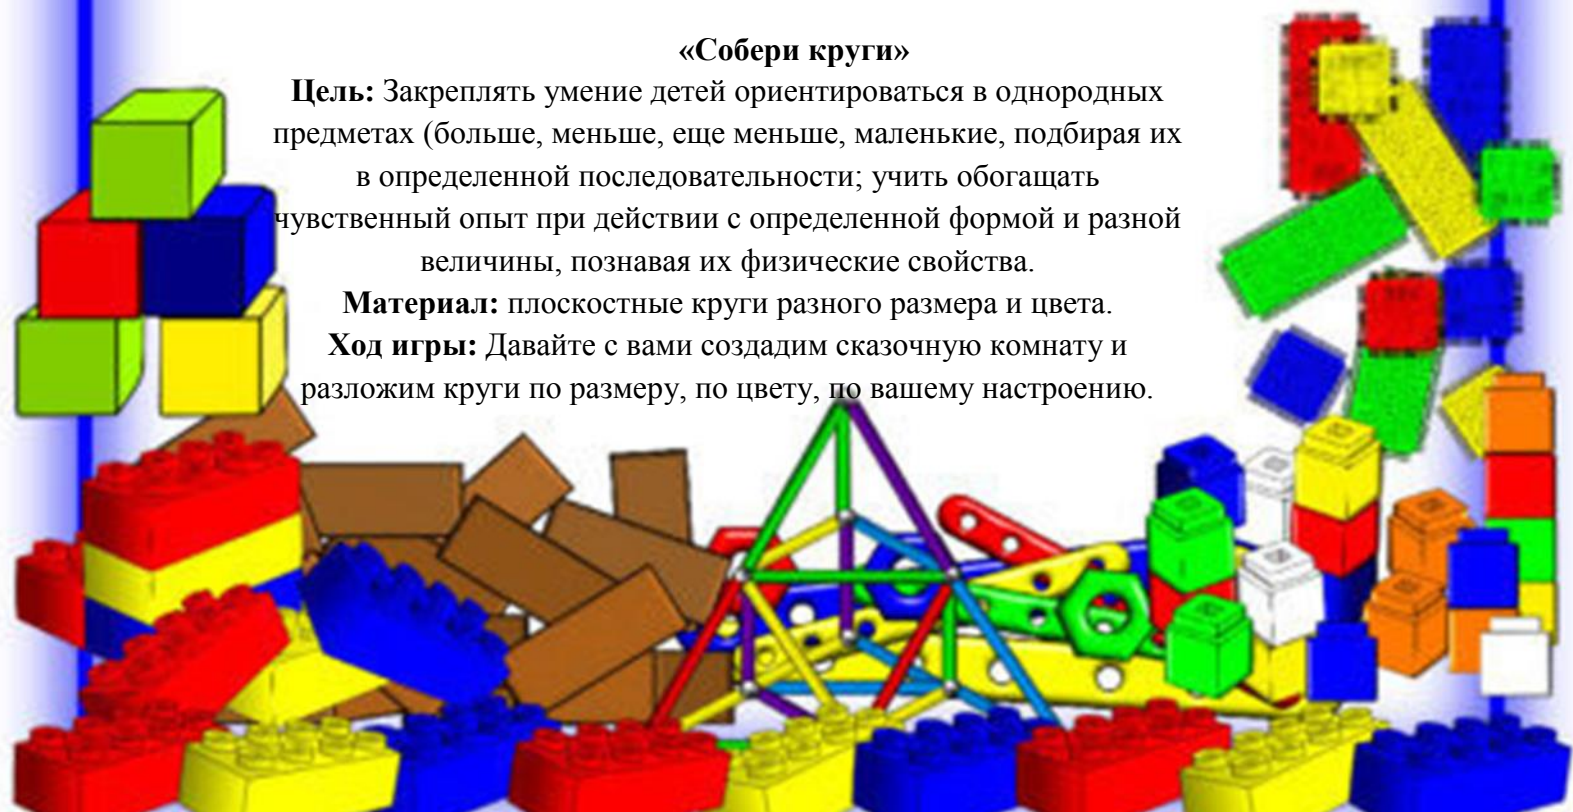 «Собери круги»
Цель: Закреплять умение детей ориентироваться в однородных
предметах (больше, меньше, еще меньше, маленькие, подбирая их
в определенной последовательности; учить обогащать
чувственный опыт при действии с определенной формой и разной
величины, познавая их физические свойства.
Материал: плоскостные круги разного размера и цвета.
Ход игры: Давайте с вами создадим сказочную комнату и
разложим круги по размеру, по цвету, по вашему настроению.